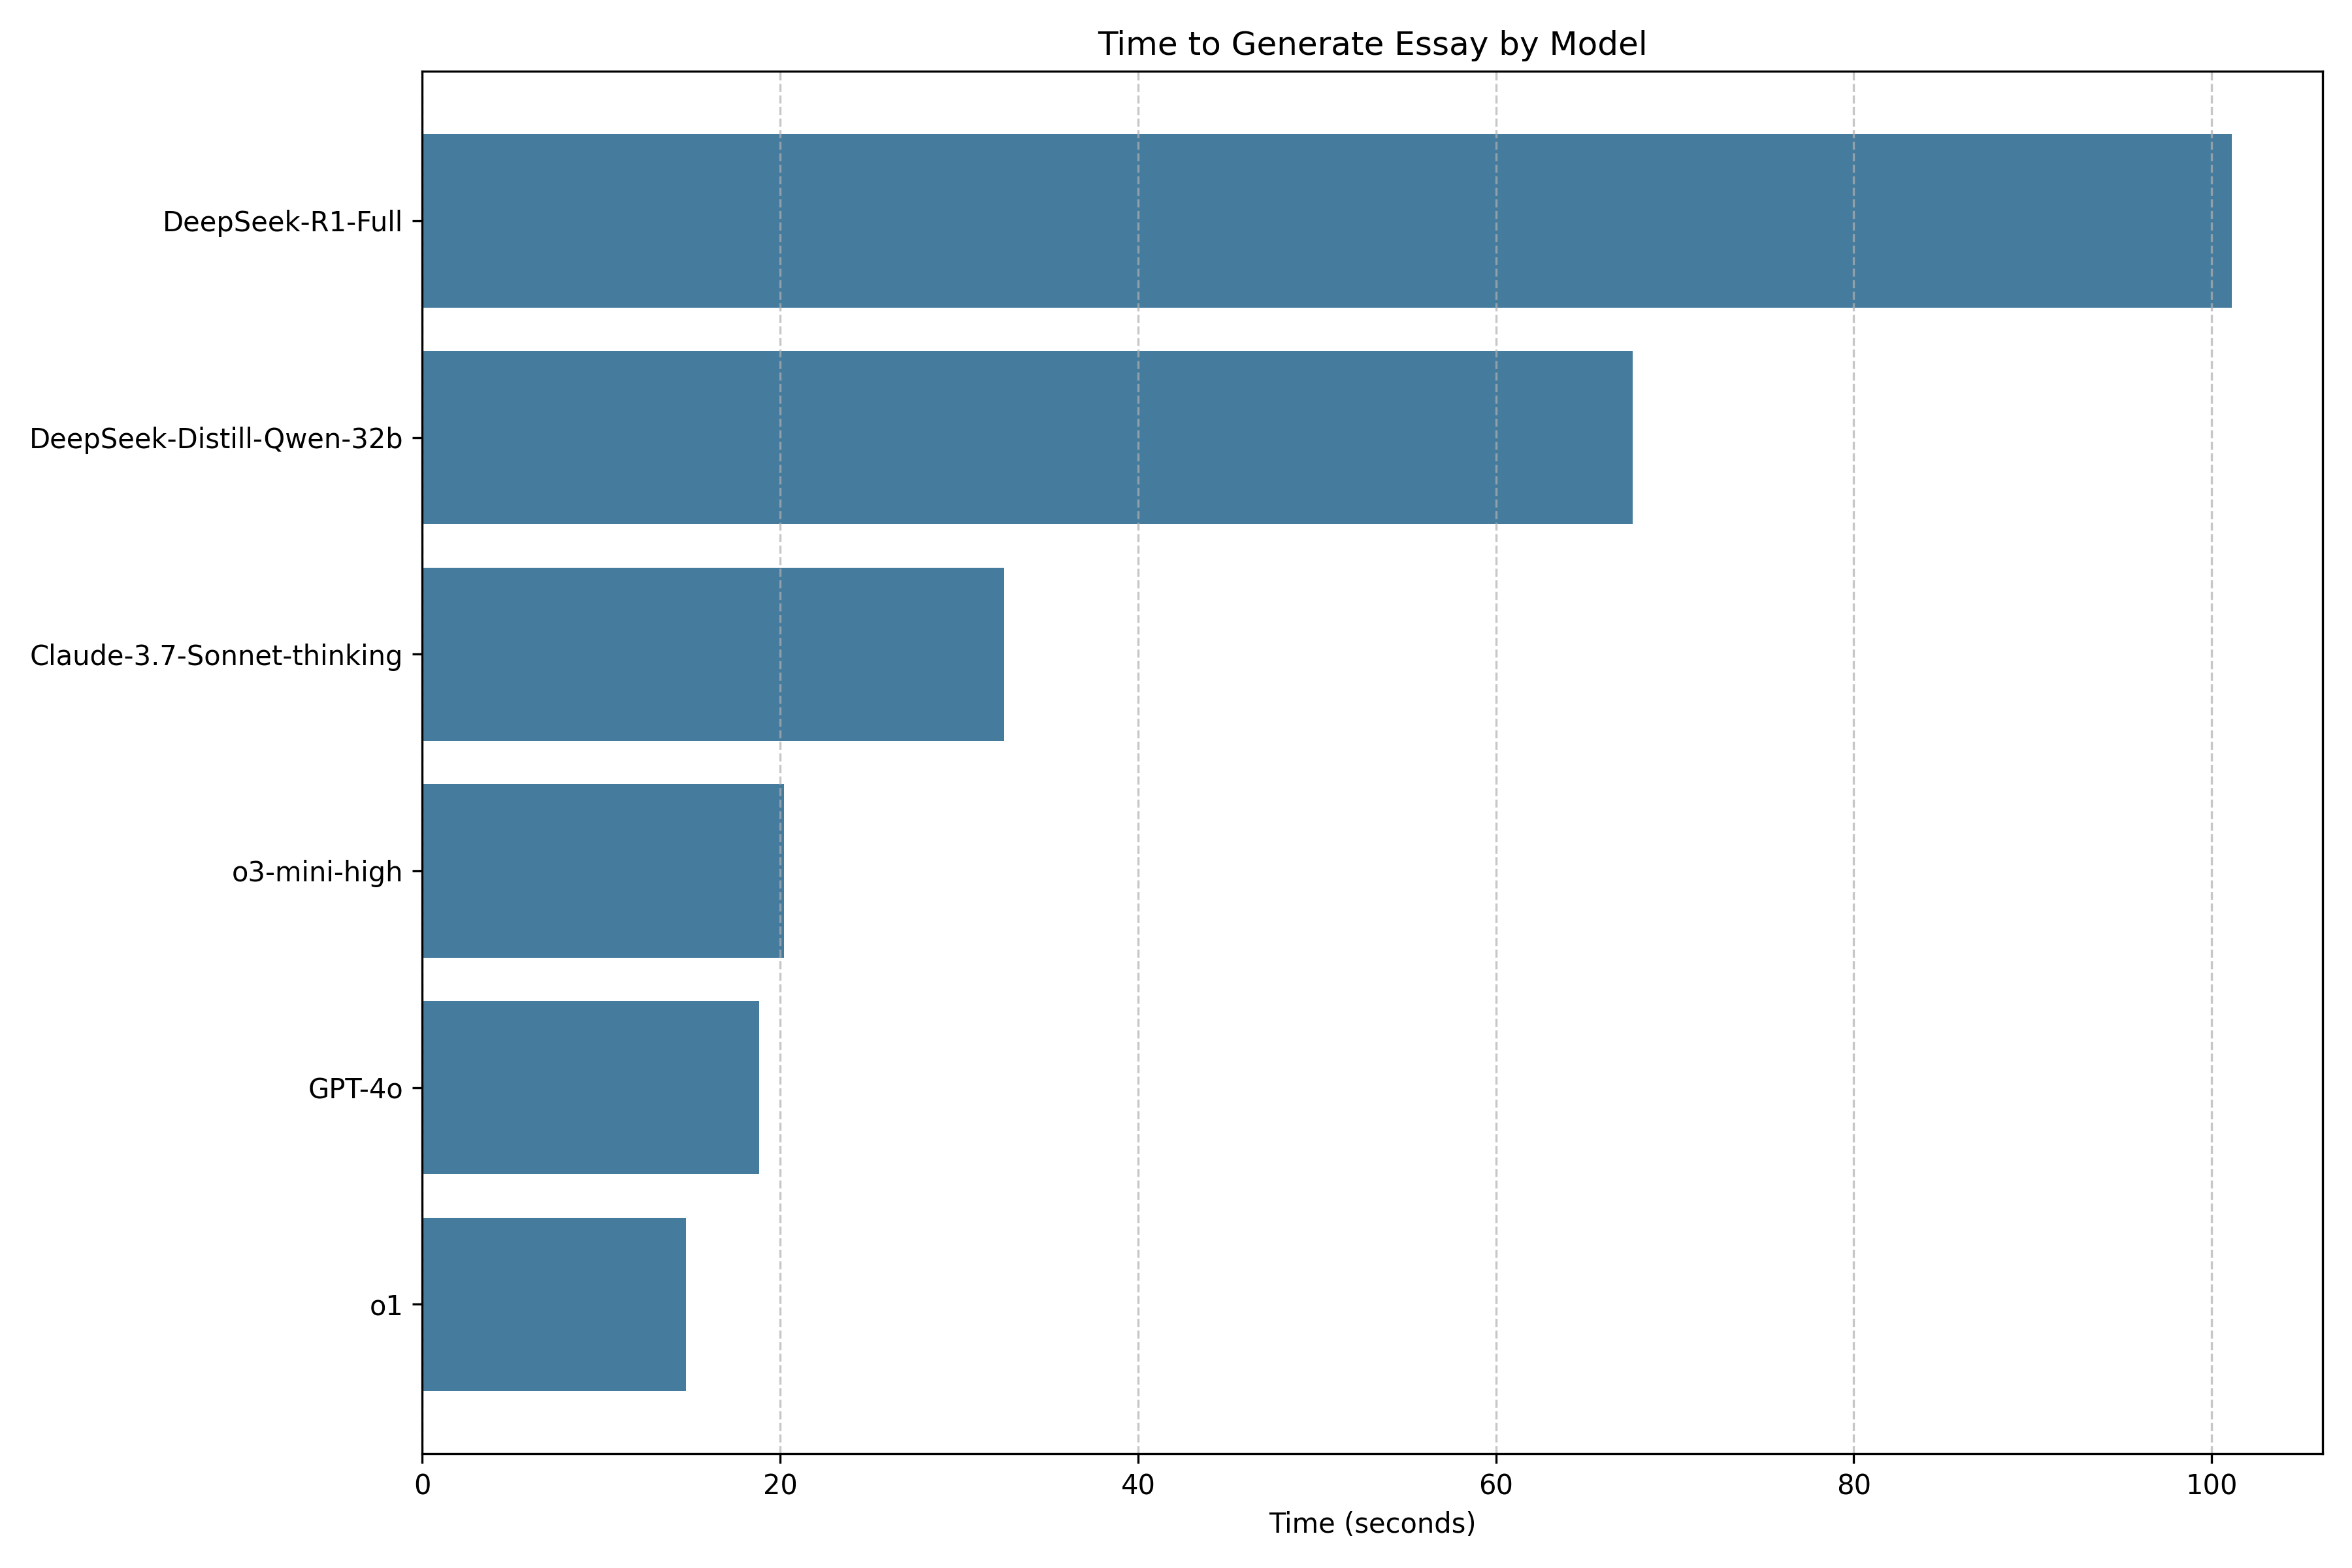 Time to Generate Essay by Model
DeepSeek-R1-Full
DeepSeek-Distill-Qwen-32b
Claude-3.7-Sonnet-thinking
o3-mini-high
GPT-4o
o1
0 20 40 60 80 100
Time (seconds)